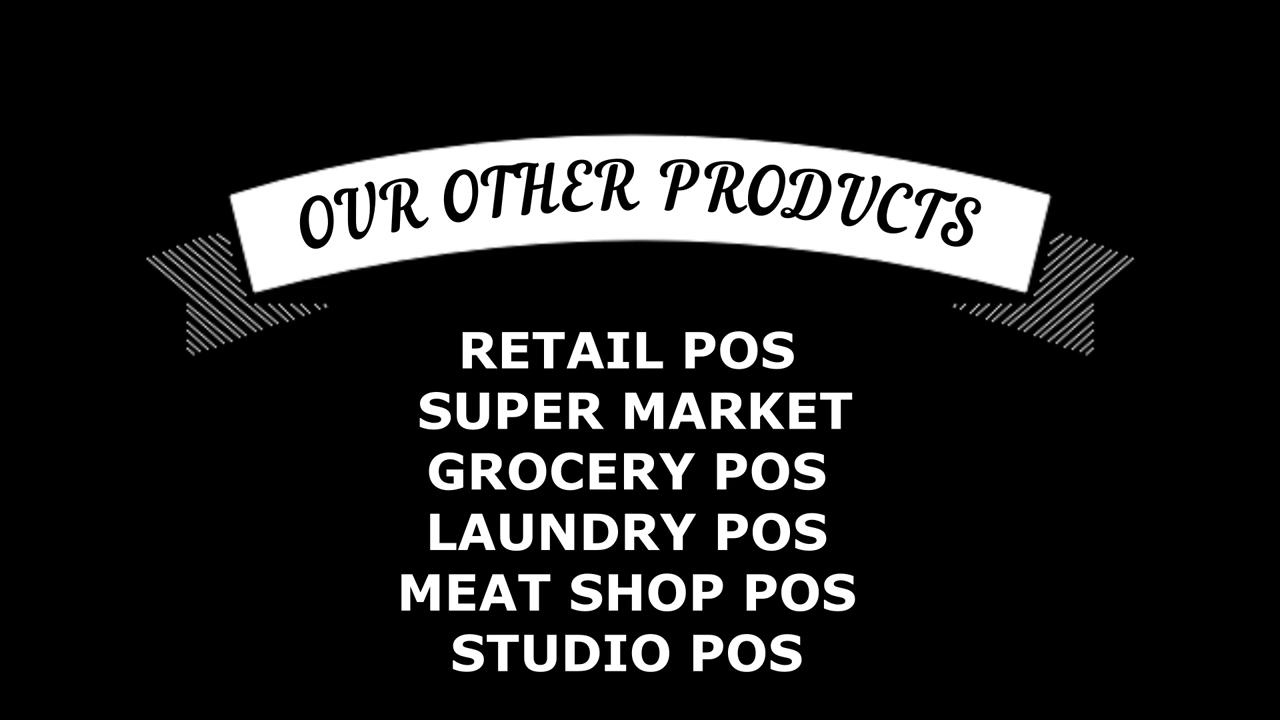 OUR OTHER PRODUCTS
RETAIL POS
SUPER MARKET
GROCERY POS
LAUNDRY POS
MEAT SHOP POS
STUDIO POS